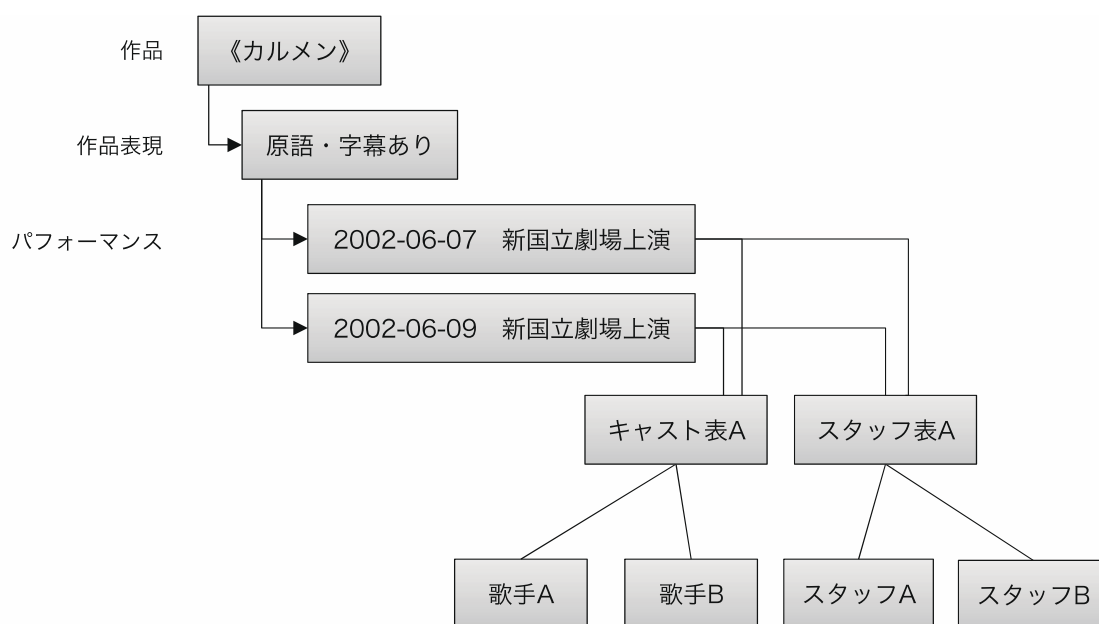 作品
《カルメン》
作品表現
原語・字幕あり
パフォーマンス
2002-06-07　新国立劇場上演
2002-06-09　新国立劇場上演
キャスト表A
スタッフ表A
歌手A
歌手B
スタッフA
スタッフB